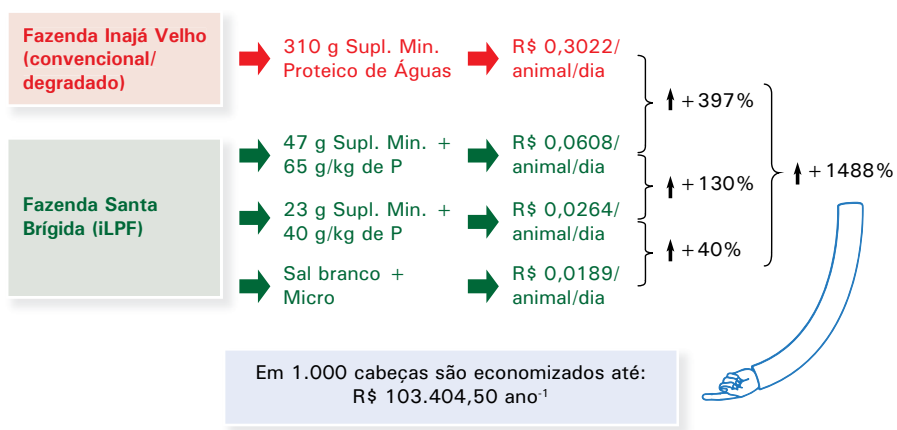 Fazenda Inajá Velho
(convencional/
degradado)
310 g Supl. Min.
Proteico de Águas
R$ 0,3022/
animal/dia
+397%
Fazenda Santa
Brígida (iLPF)
47 g Supl. Min. +
65 g/kg de P
R$ 0,0608/
animal/dia
+130%
+1488%
23 g Supl. Min. +
40 g/kg de P
R$ 0,0264/
animal/dia
+40%
Sal branco +
Micro
R$ 0,0189/
animal/dia
Em 1.000 cabeças são economizados até:
R$ 103.404,50 ano⁻¹